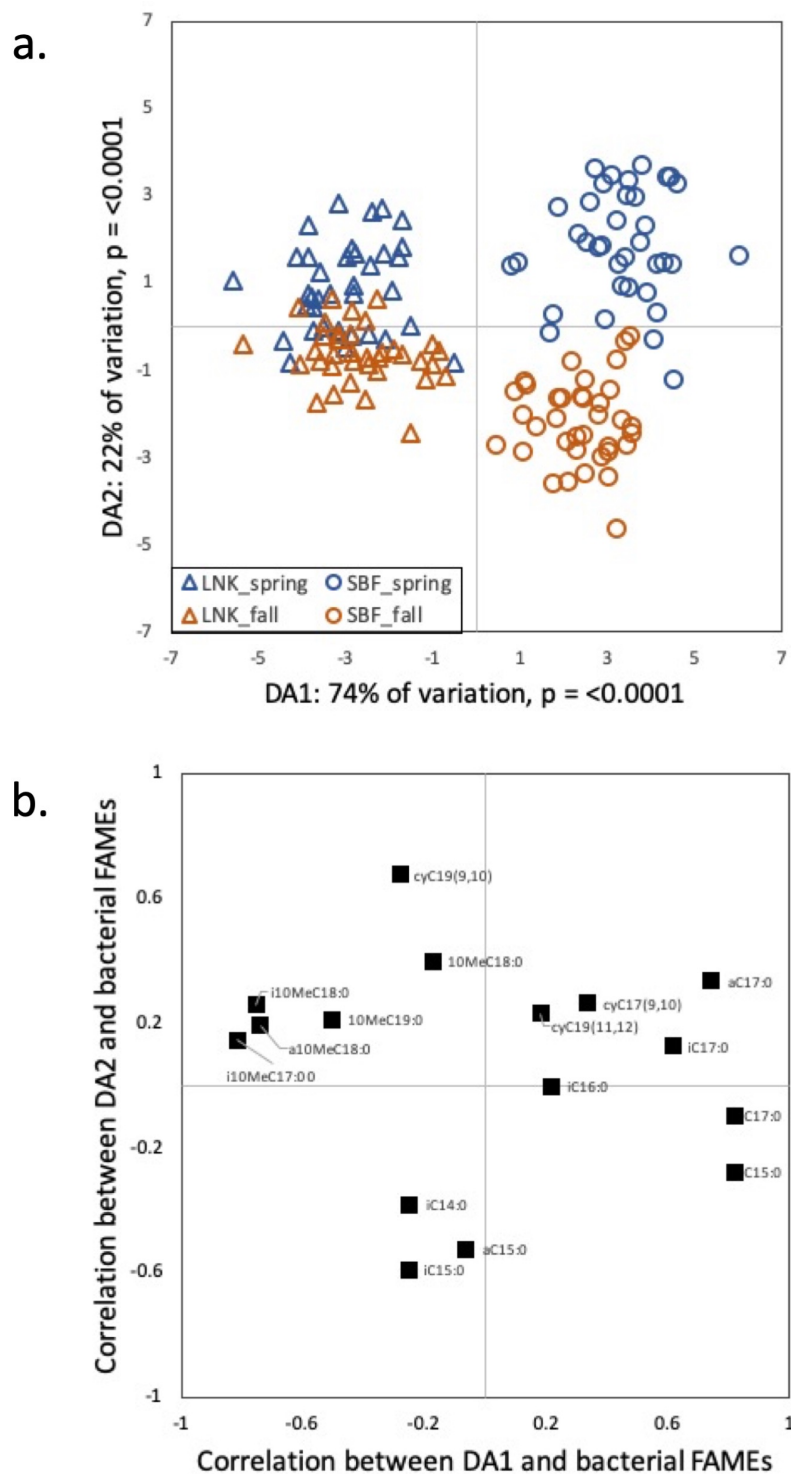 a.
7
5
3
1
-1
-3
-5
-7
DA2: 22% of variation, p = <0.0001
LNK_spring SBF_spring
LNK_fall SBF_fall
-7 -5 -3 -1 1 3 5 7
DA1: 74% of variation, p = <0.0001
b.
1
0.6
0.2
-0.2
-0.6
-1
Correlation between DA2 and bacterial FAMEs
cyC19(9,10)
10MeC18:0
aC17:0
i10MeC18:0
cyC17(9,10)
10MeC19:0
cyC19(11,12)
a10MeC18:0
iC17:0
i10MeC17:00
iC16:0
C17:0
C15:0
iC14:0
aC15:0
iC15:0
-1 -0.6 -0.2 0.2 0.6 1
Correlation between DA1 and bacterial FAMEs